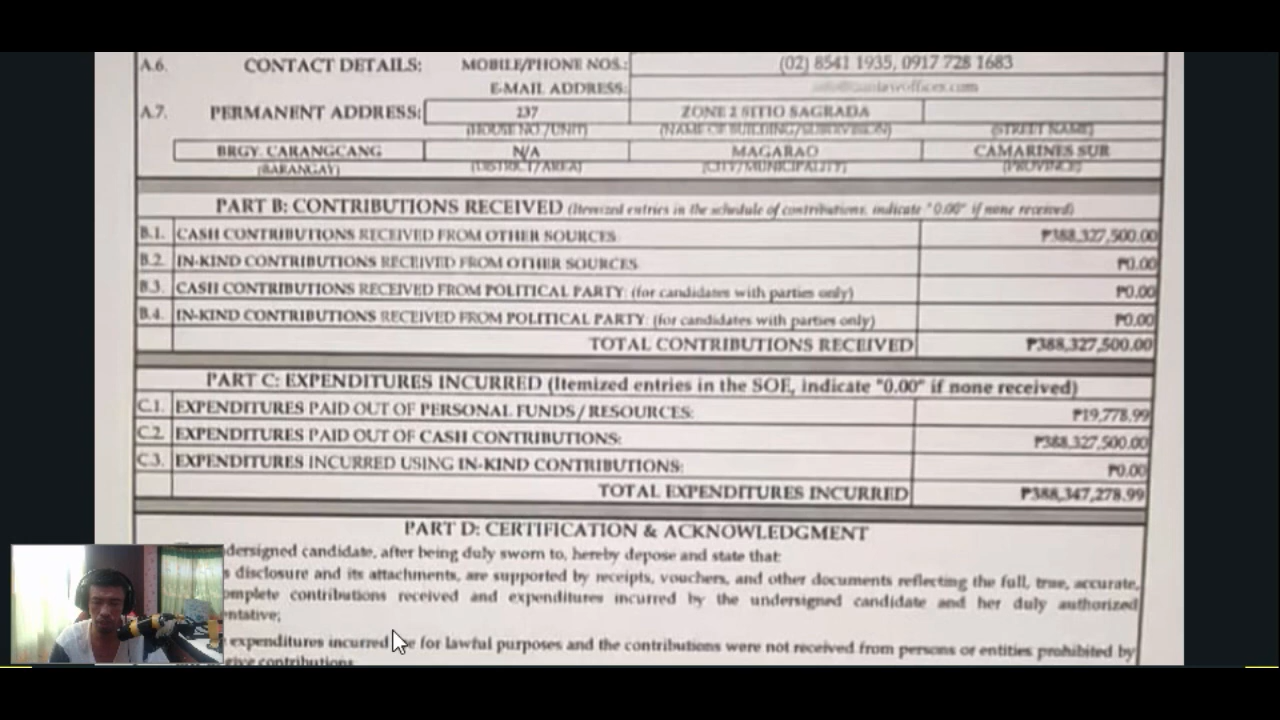 A.6. CONTACT DETAILS: MOBILE/PHONE NOS.: (02) 8541 1935, 0917 728 1683
E-MAIL ADDRESS:
A.7. PERMANENT ADDRESS: 237 ZONE 2 SITIO SAGRADA
(HOUSE NO./UNIT) (NAME OF BUILDING/SUBDIVISION) (STREET NAME)
BRGY. CARANGCANG N/A MAGARAO CAMARINES SUR
(BARANGAY) (DISTRICT/AREA) (CITY/MUNICIPALITY) (PROVINCE)
PART B: CONTRIBUTIONS RECEIVED (Itemized entries in the schedule of contributions, indicate "0.00" if none received)
B.1. CASH CONTRIBUTIONS RECEIVED FROM OTHER SOURCES ₱388,327,500.00
B.2. IN-KIND CONTRIBUTIONS RECEIVED FROM OTHER SOURCES ₱0.00
B.3. CASH CONTRIBUTIONS RECEIVED FROM POLITICAL PARTY: (for candidates with parties only) ₱0.00
B.4. IN-KIND CONTRIBUTIONS RECEIVED FROM POLITICAL PARTY: (for candidates with parties only) ₱0.00
TOTAL CONTRIBUTIONS RECEIVED ₱388,327,500.00
PART C: EXPENDITURES INCURRED (Itemized entries in the SOE, indicate "0.00" if none received)
C.1. EXPENDITURES PAID OUT OF PERSONAL FUNDS / RESOURCES: ₱19,778.99
C.2. EXPENDITURES PAID OUT OF CASH CONTRIBUTIONS: ₱388,327,500.00
C.3. EXPENDITURES INCURRED USING IN-KIND CONTRIBUTIONS: ₱0.00
TOTAL EXPENDITURES INCURRED ₱388,347,278.99
PART D: CERTIFICATION & ACKNOWLEDGMENT
dersigned candidate, after being duly sworn to, hereby depose and state that:
s disclosure and its attachments, are supported by receipts, vouchers, and other documents reflecting the full, true, accurate,
mplete contributions received and expenditures incurred by the undersigned candidate and her duly authorized
ntative;
expenditures incurred e for lawful purposes and the contributions were not received from persons or entities prohibited by
give contributions